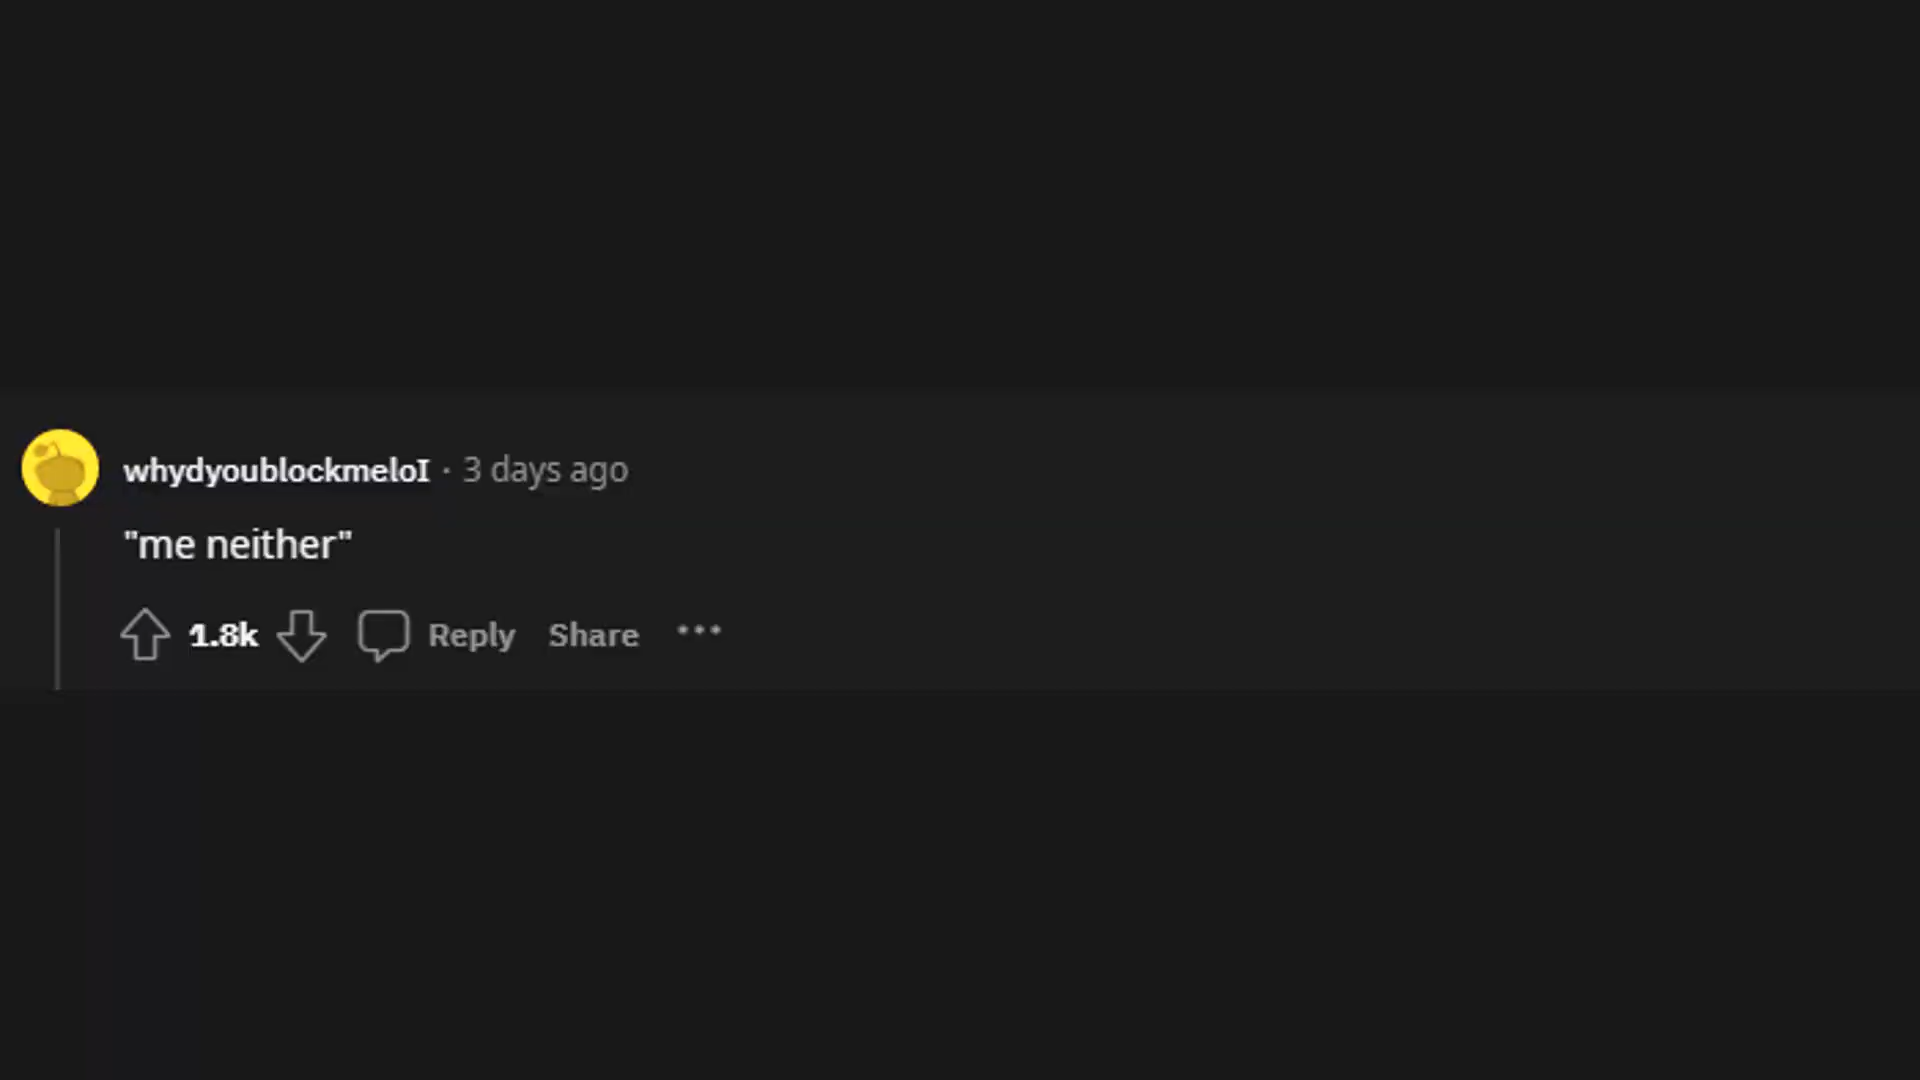 whydyoublockmeloI · 3 days ago
"me neither"
1.8k Reply Share ···